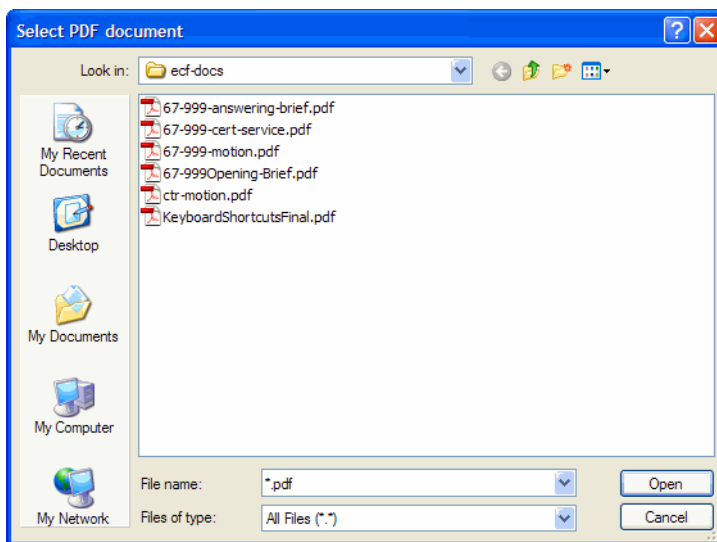 Select PDF document
Look in:
ecf-docs
My Recent
Documents
Desktop
My Documents
My Computer
My Network
67-999-answering-brief.pdf
67-999-cert-service.pdf
67-999-motion.pdf
67-999Opening-Brief.pdf
ctr-motion.pdf
KeyboardShortcutsFinal.pdf
File name:
*.pdf
Open
Files of type:
All Files (*.*)
Cancel